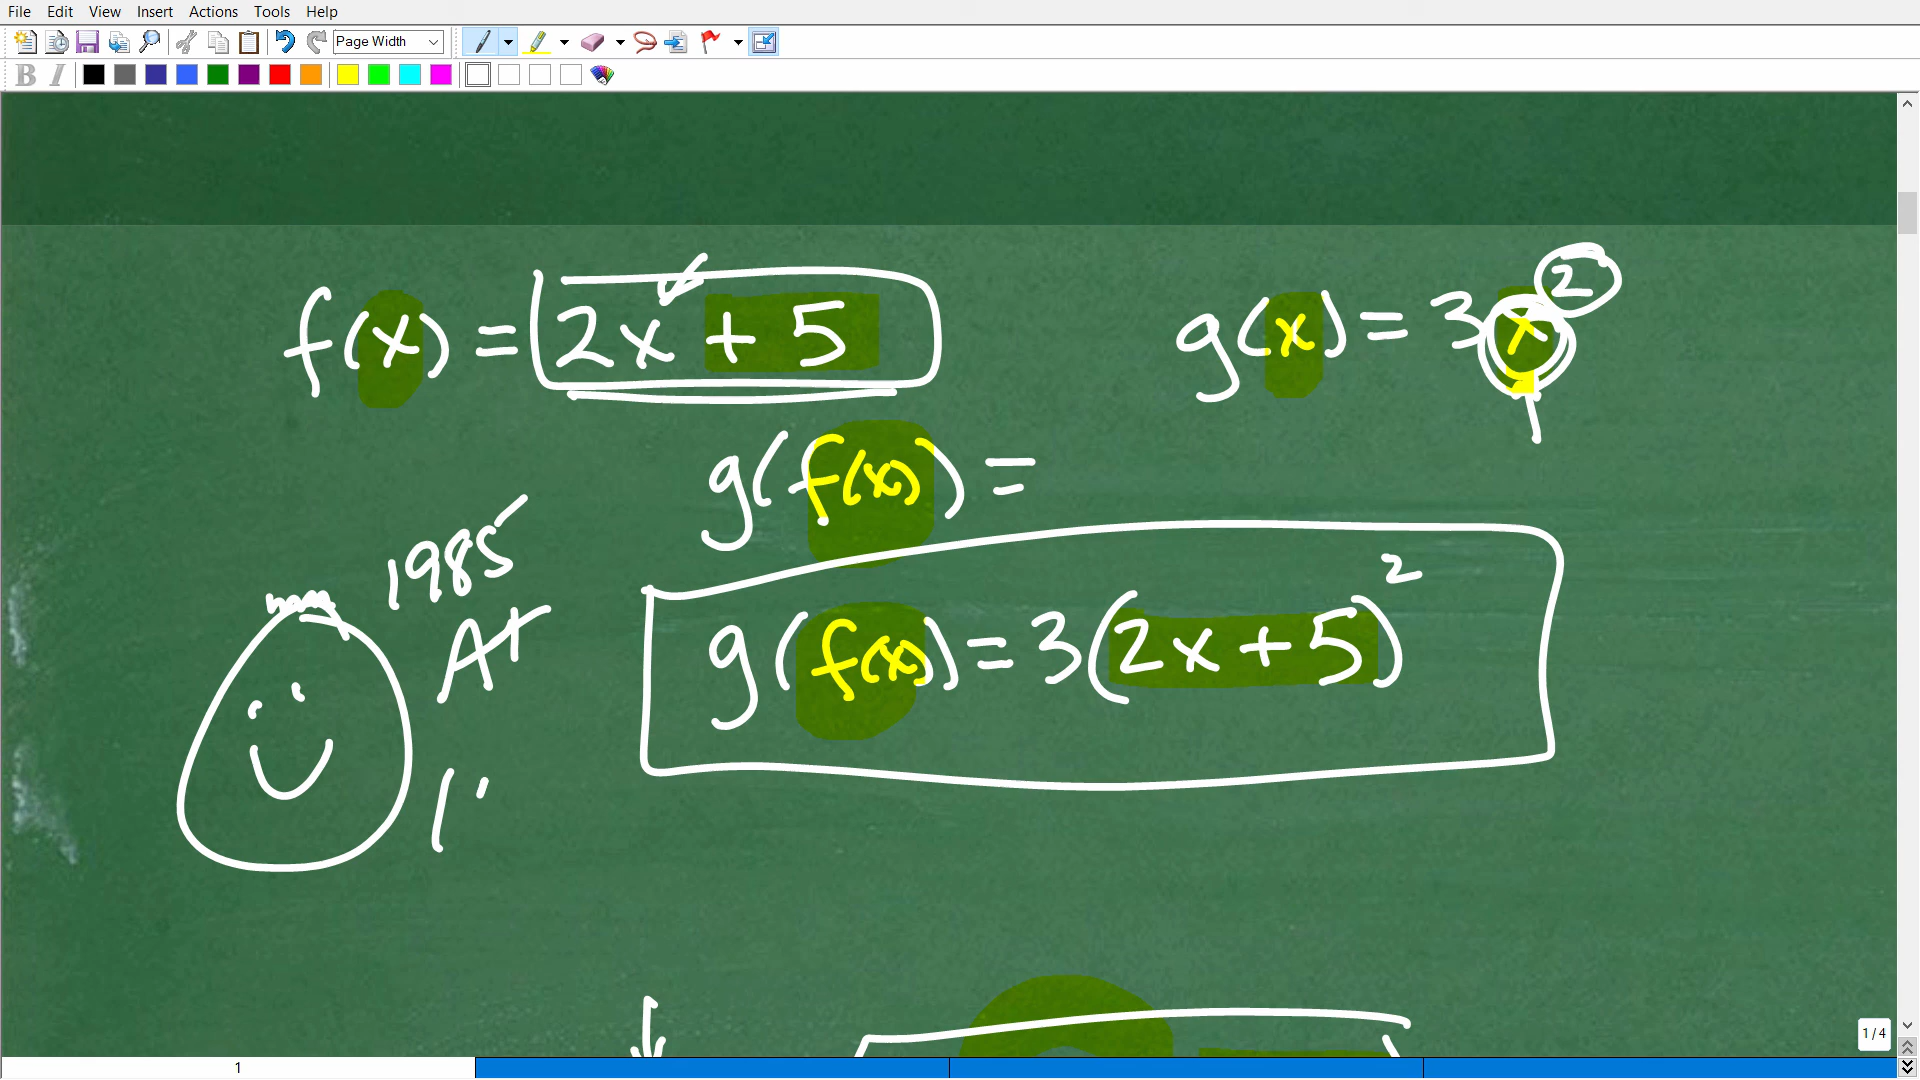 File Edit View Insert Actions Tools Help
Page Width
B I
f(x) = 2x + 5
g(x) = 3x²
g(f(x)) =
1985
g(f(x)) = 3(2x + 5)²
A+
1/4
1